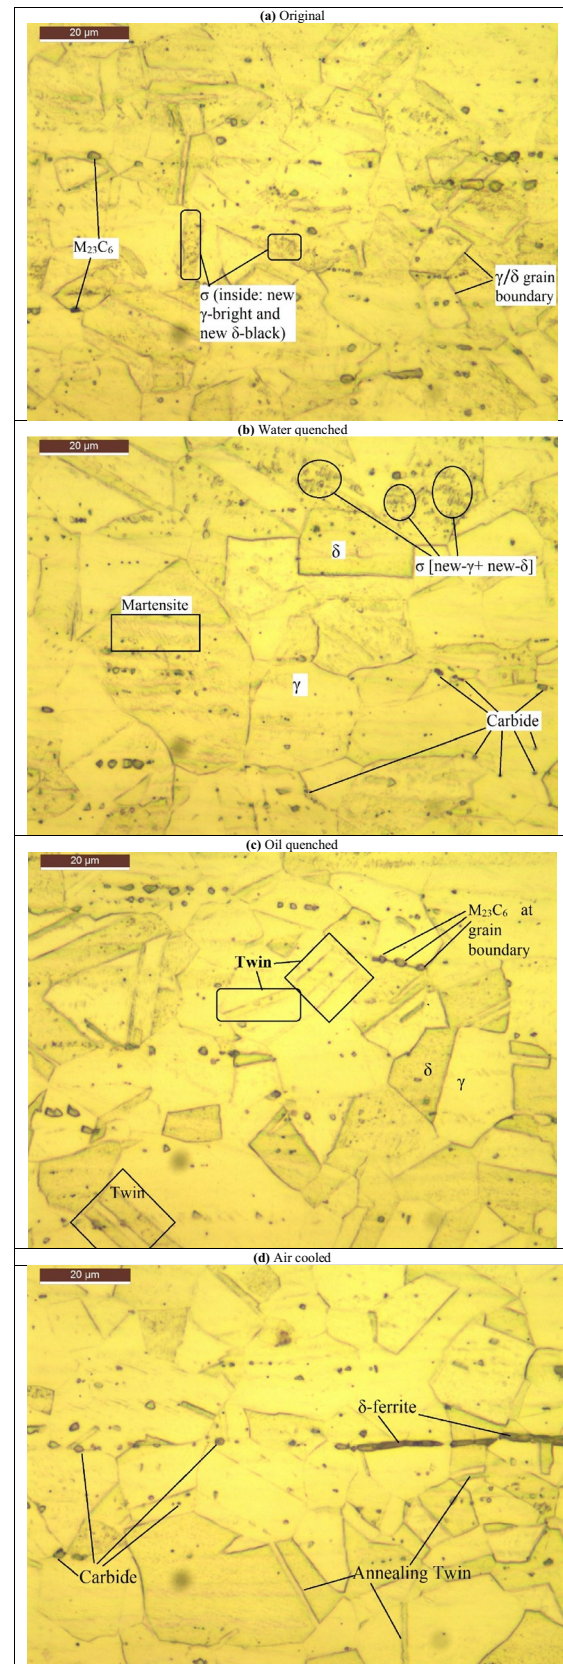 (a) Original
20 µm
M₂₃C₆
σ (inside: new
γ-bright and
new δ-black)
γ/δ grain
boundary
(b) Water quenched
20 µm
δ
σ [new-γ+ new-δ]
Martensite
γ
Carbide
(c) Oil quenched
20 µm
M₂₃C₆ at
grain
boundary
Twin
δ
γ
Twin
(d) Air cooled
20 µm
δ-ferrite
Carbide
Annealing Twin